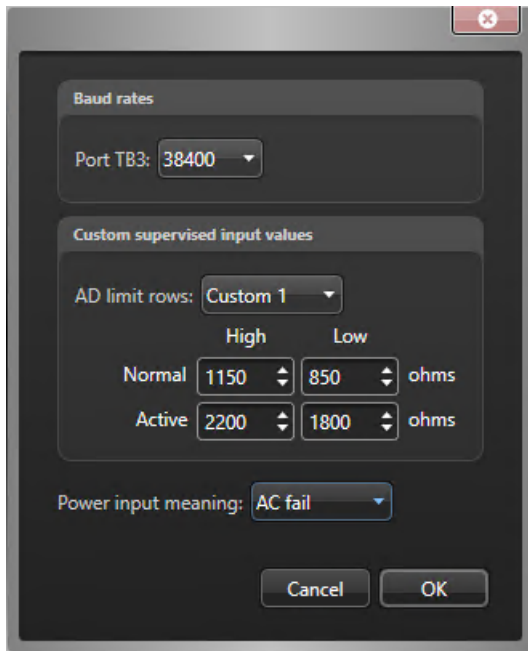 Baud rates
Port TB3: 38400
Custom supervised input values
AD limit rows: Custom 1
High Low
Normal 1150 850 ohms
Active 2200 1800 ohms
Power input meaning: AC fail
Cancel OK